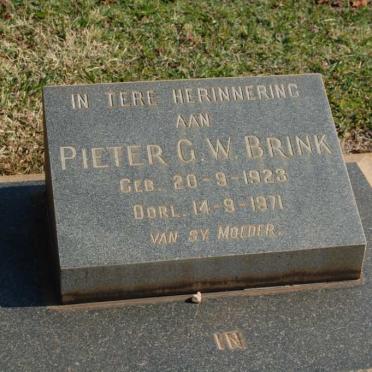 IN TERE HERINNERING
AAN
PIETER G. W. BRINK
GEB. 20-9-1923
OORL. 14-9-1971
VAN SY MOEDER.
IN